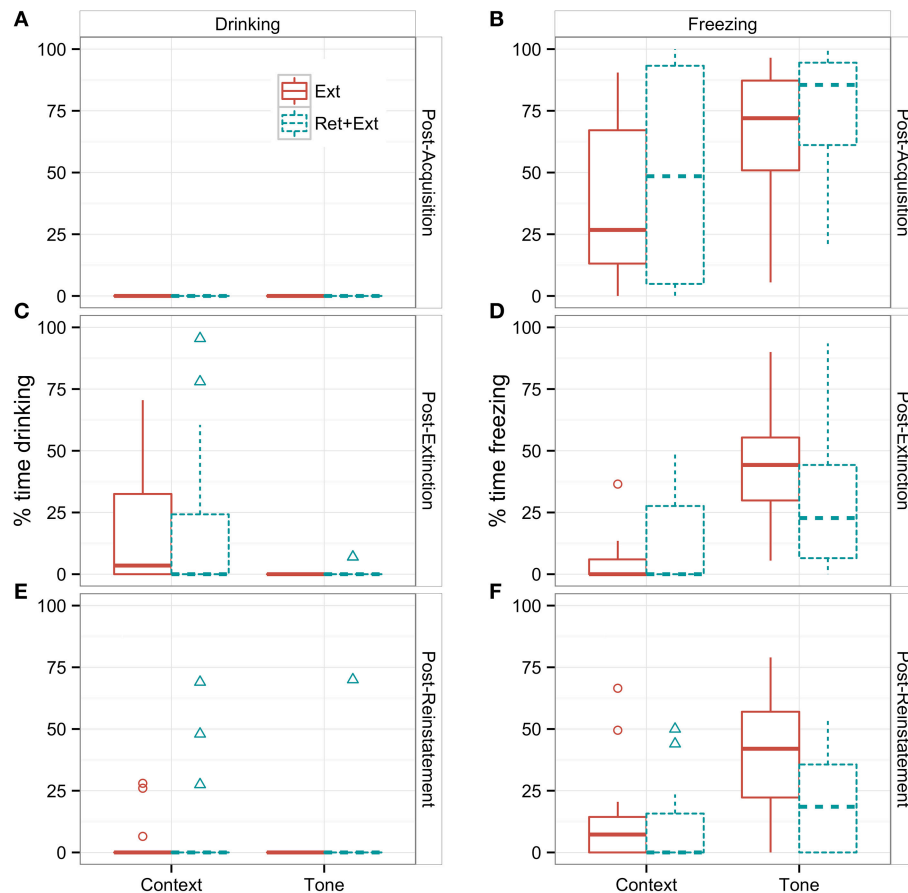 A
Drinking
B
Freezing
100
75
50
25
0
Ext
Ret+Ext
Post-Acquisition
100
75
50
25
0
Post-Acquisition
C
100
75
50
25
0
Post-Extinction
D
100
75
50
25
0
Post-Extinction
% time drinking
% time freezing
E
100
75
50
25
0
Post-Reinstatement
F
100
75
50
25
0
Post-Reinstatement
Context
Tone
Context
Tone